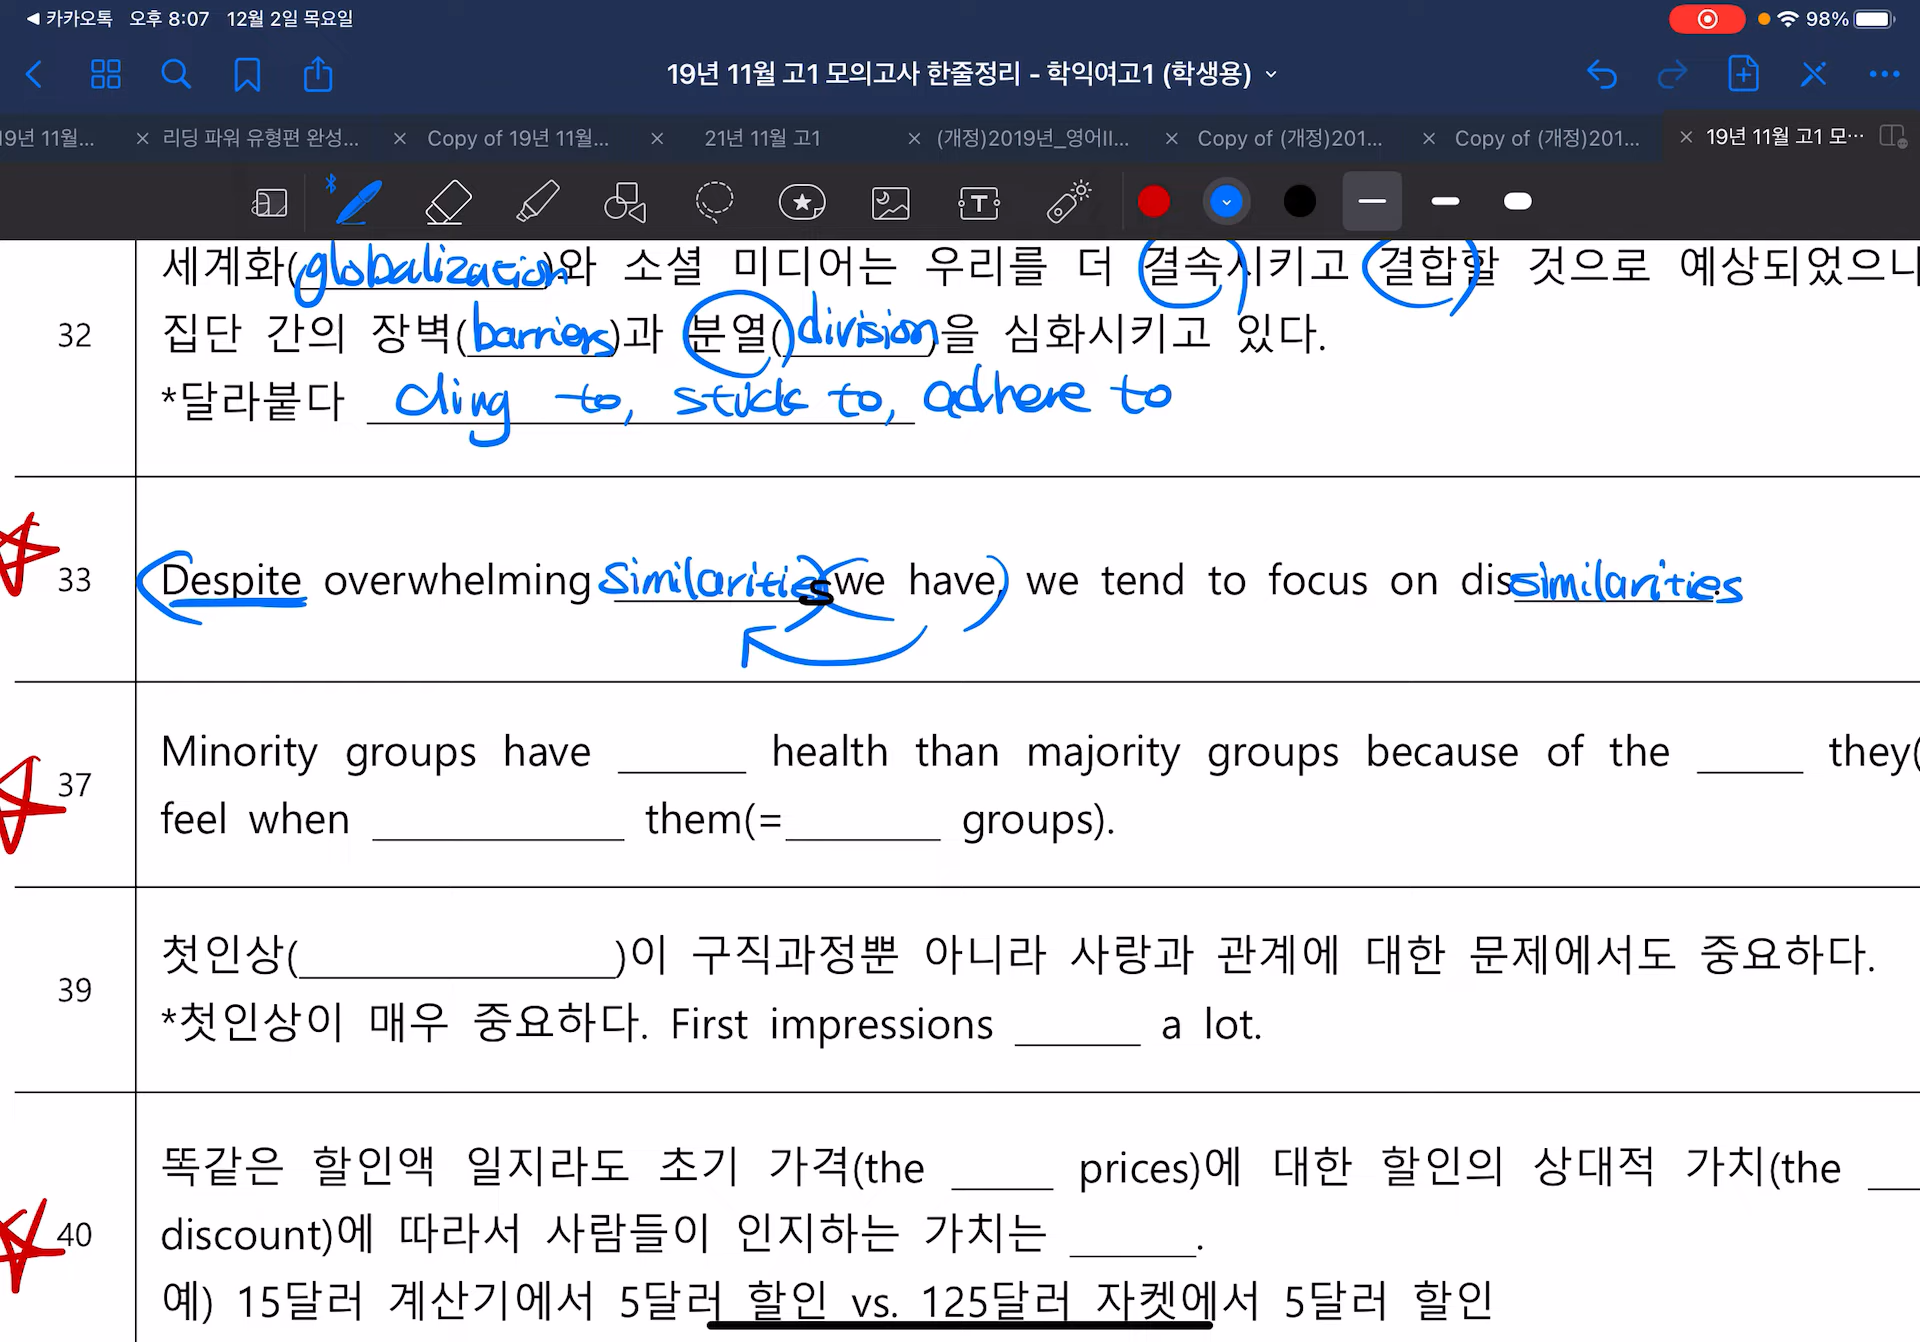 ◀ 카카오톡 오후 8:07 12월 2일 목요일 98%
19년 11월 고1 모의고사 한줄정리 - 학익여고1 (학생용)
19년 11월... × 리딩 파워 유형편 완성... × Copy of 19년 11월... × 21년 11월 고1 × (개정)2019년_영어II... × Copy of (개정)201... × Copy of (개정)201... × 19년 11월 고1 모...
세계화(globalization)와 소셜 미디어는 우리를 더 결속시키고 결합할 것으로 예상되었으나
32 집단 간의 장벽(barriers)과 분열(division)을 심화시키고 있다.
*달라붙다 cling to, stick to, adhere to
33 Despite overwhelming similarities we have, we tend to focus on dissimilarities.
37 Minority groups have ______ health than majority groups because of the _____ they(
feel when ____________ them(=_______ groups).
39 첫인상(_______________)이 구직과정뿐 아니라 사랑과 관계에 대한 문제에서도 중요하다.
*첫인상이 매우 중요하다. First impressions ______ a lot.
똑같은 할인액 일지라도 초기 가격(the _____ prices)에 대한 할인의 상대적 가치(the ___
40 discount)에 따라서 사람들이 인지하는 가치는 ______.
예) 15달러 계산기에서 5달러 할인 vs. 125달러 자켓에서 5달러 할인